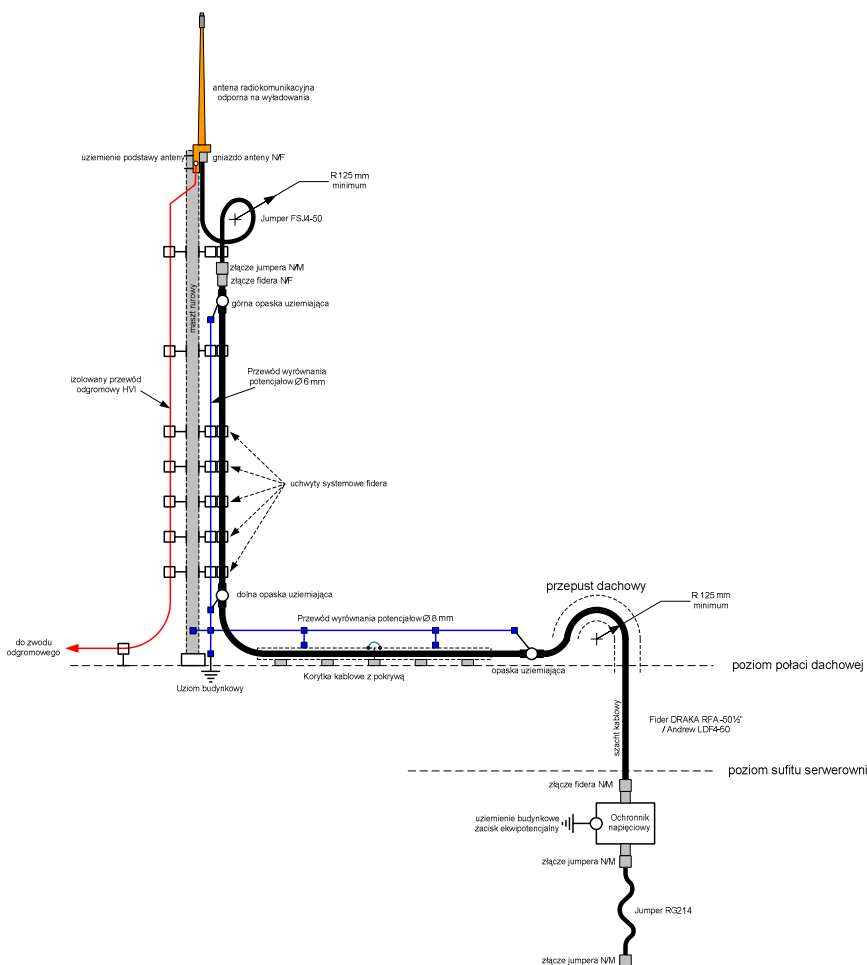 antena radiokomunikacyjna
odporna na wyładowania
uziemienie podstawy anteny
gniazdo anteny N/F
R 125 mm
minimum
Jumper FSJ4-50
złącze jumpera N/M
złącze fidera N/F
górna opaska uziemiająca
maszt rurowy
izolowany przewód
odgromowy HVI
Przewód wyrównania
potencjałów Ø 6 mm
uchwyty systemowe fidera
przepust dachowy
dolna opaska uziemiająca
R 125 mm
minimum
Przewód wyrównania potencjałów Ø 8 mm
do zwodu
odgromowego
poziom połaci dachowej
opaska uziemiająca
Korytka kablowe z pokrywą
Uziom budynkowy
szacht kablowy
Fider DRAKA RFA -50½"
/ Andrew LDF4-50
poziom sufitu serwerowni
złącze fidera N/M
uziemienie budynkowe
zacisk ekwipotencjalny
Ochronnik
napięciowy
złącze jumpera N/M
Jumper RG214
złącze jumpera N/M